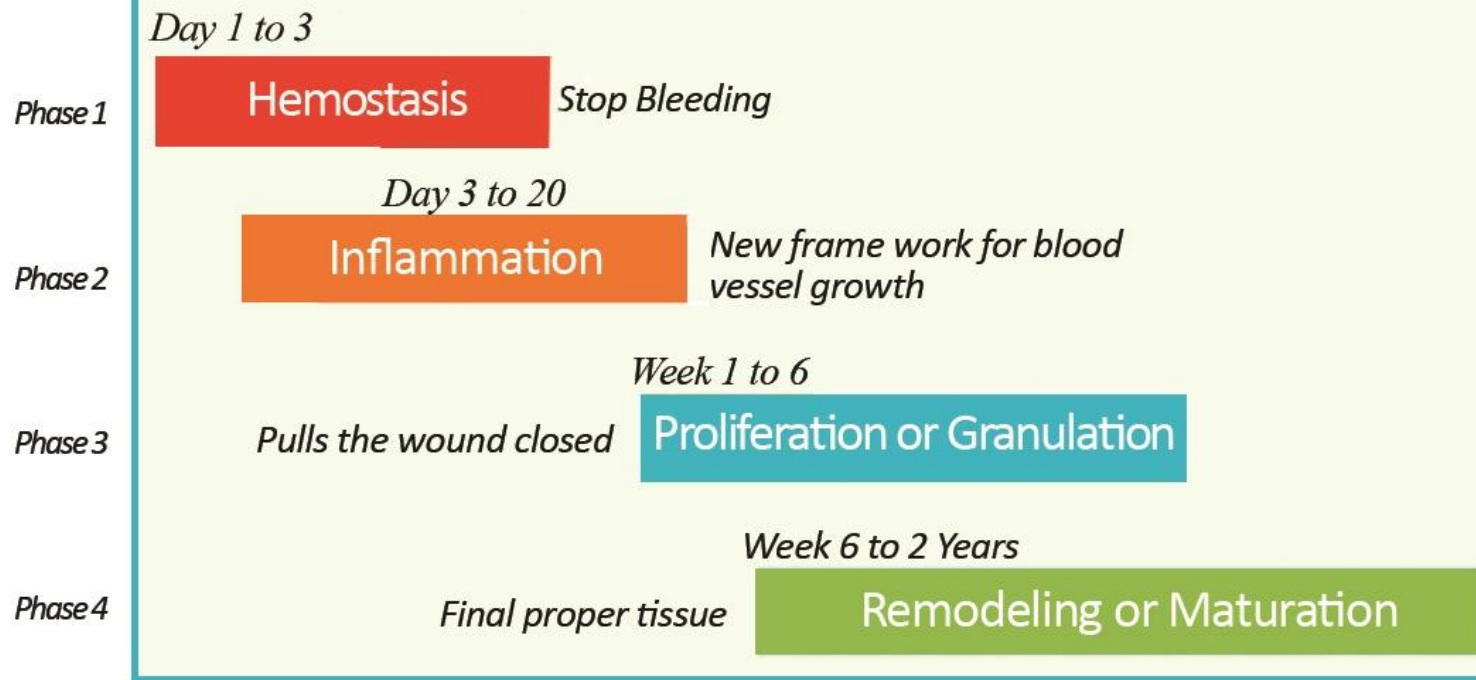 Day 1 to 3
Phase 1
Hemostasis
Stop Bleeding
Day 3 to 20
Phase 2
Inflammation
New frame work for blood
vessel growth
Week 1 to 6
Phase 3
Pulls the wound closed
Proliferation or Granulation
Week 6 to 2 Years
Phase 4
Final proper tissue
Remodeling or Maturation